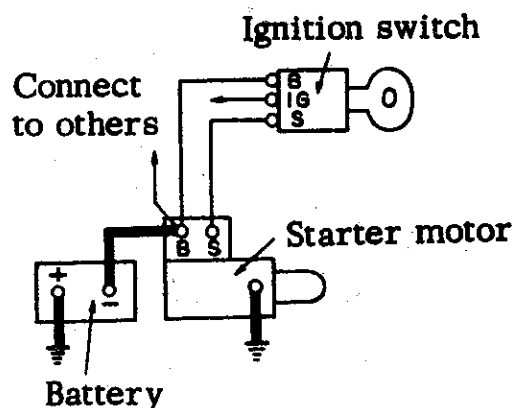 Ignition switch
Connect
to others
B
IG
S
B S
Starter motor
+
−
Battery